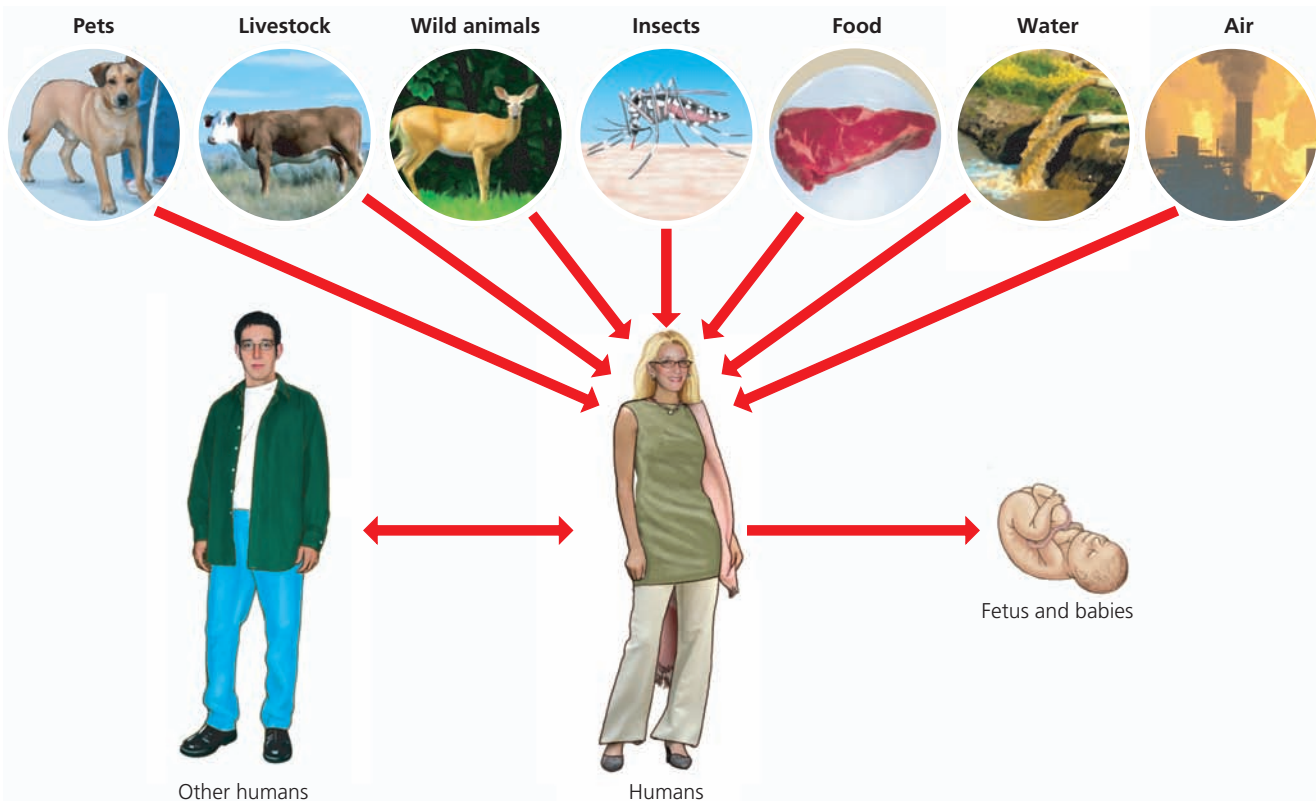 Pets
Livestock
Wild animals
Insects
Food
Water
Air
Fetus and babies
Other humans
Humans